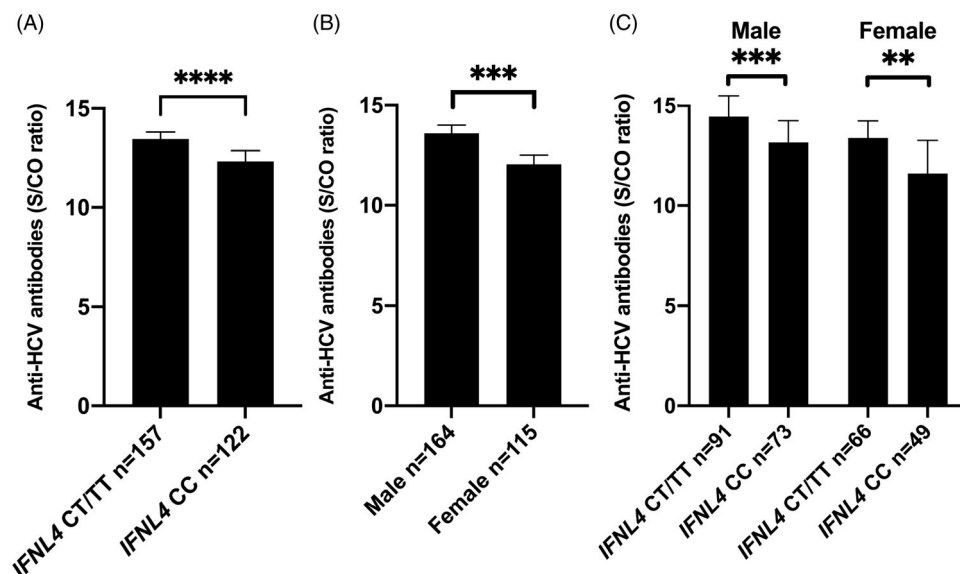 (A)
Anti-HCV antibodies (S/CO ratio)
15
10
5
0
****
IFNL4 CT/TT n=157
IFNL4 CC n=122
(B)
Anti-HCV antibodies (S/CO ratio)
15
10
5
0
***
Male n=164
Female n=115
(C)
Anti-HCV antibodies (S/CO ratio)
15
10
5
0
Male
***
Female
**
IFNL4 CT/TT n=91
IFNL4 CC n=73
IFNL4 CT/TT n=66
IFNL4 CC n=49